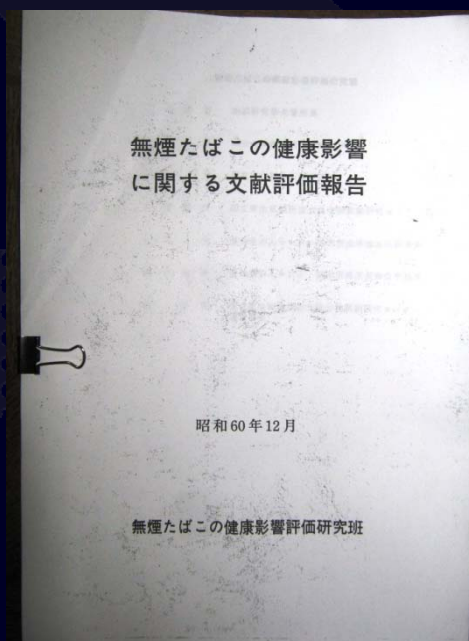 無煙たばこの健康影響
に関する文献評価報告
昭和60年12月
無煙たばこの健康影響評価研究班